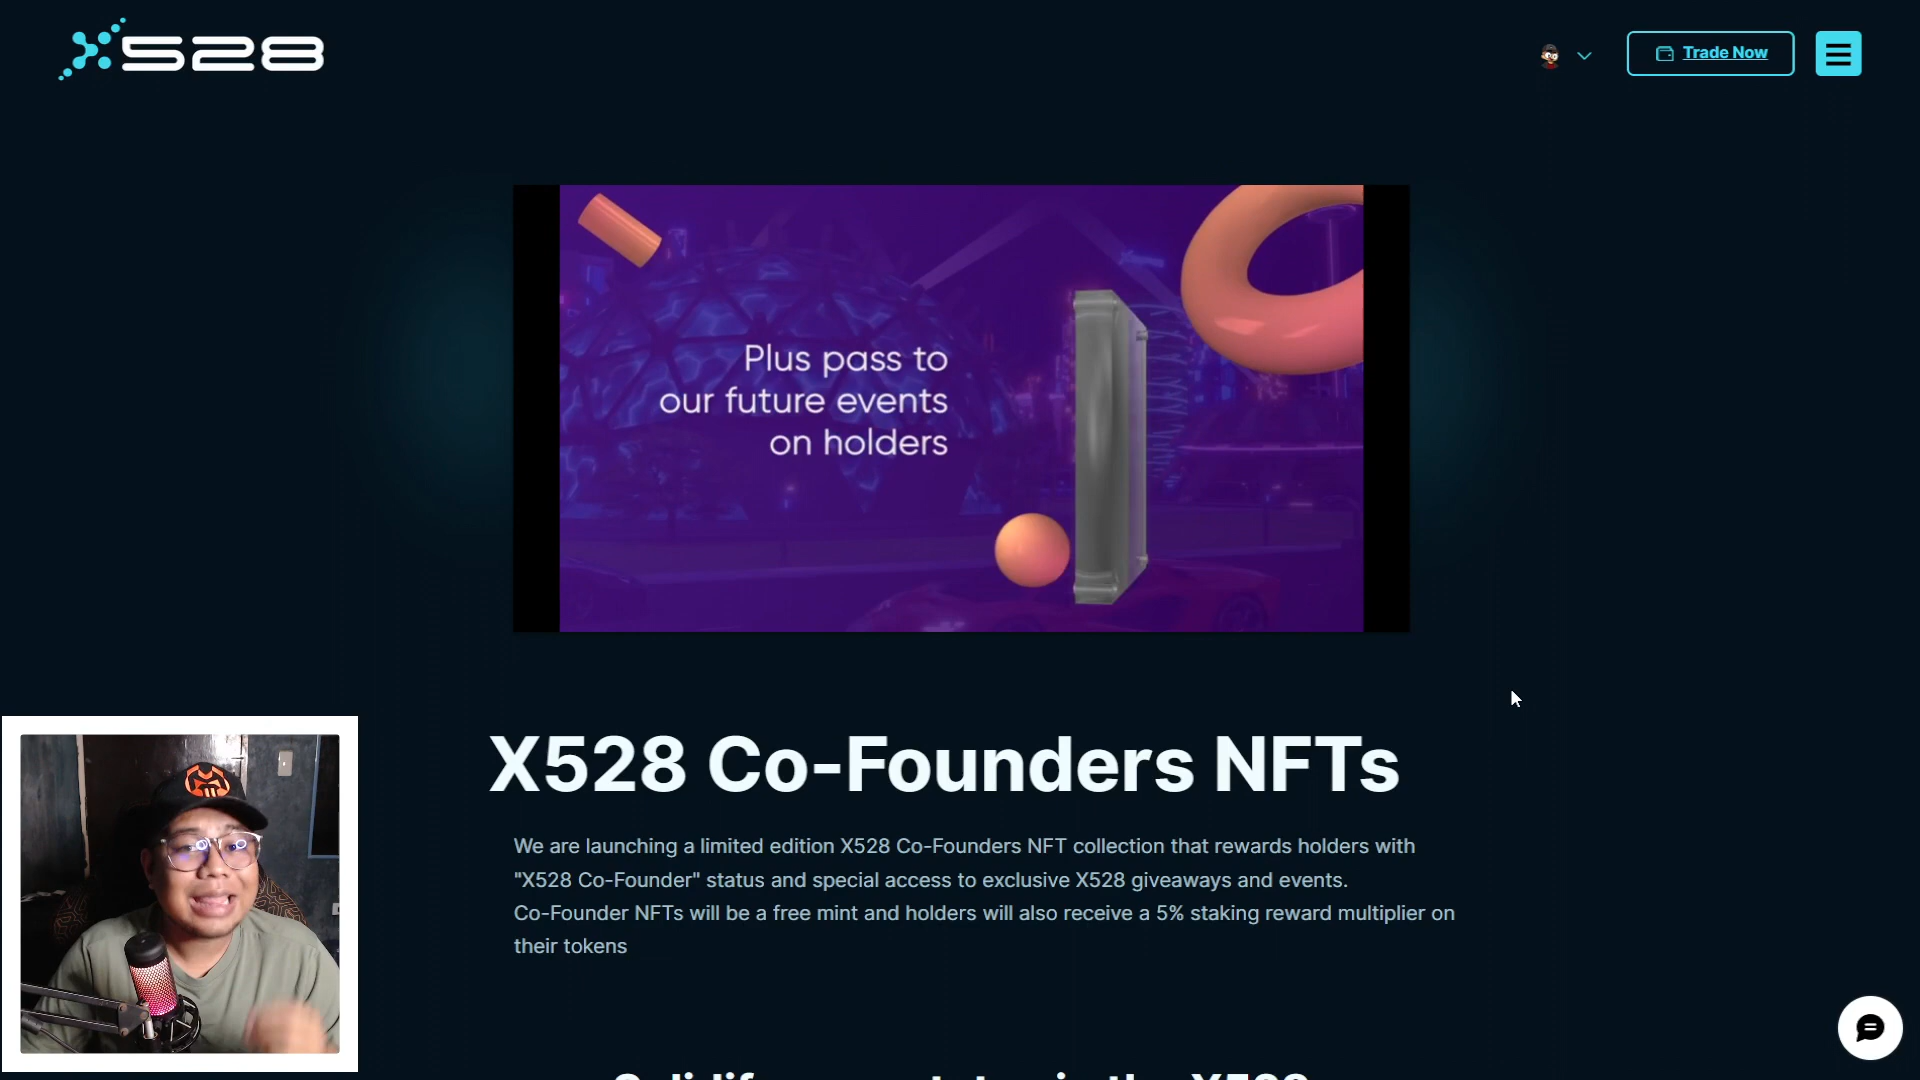 X528
Trade Now
Plus pass to
our future events
on holders
X528 Co-Founders NFTs
We are launching a limited edition X528 Co-Founders NFT collection that rewards holders with
"X528 Co-Founder" status and special access to exclusive X528 giveaways and events.
Co-Founder NFTs will be a free mint and holders will also receive a 5% staking reward multiplier on
their tokens